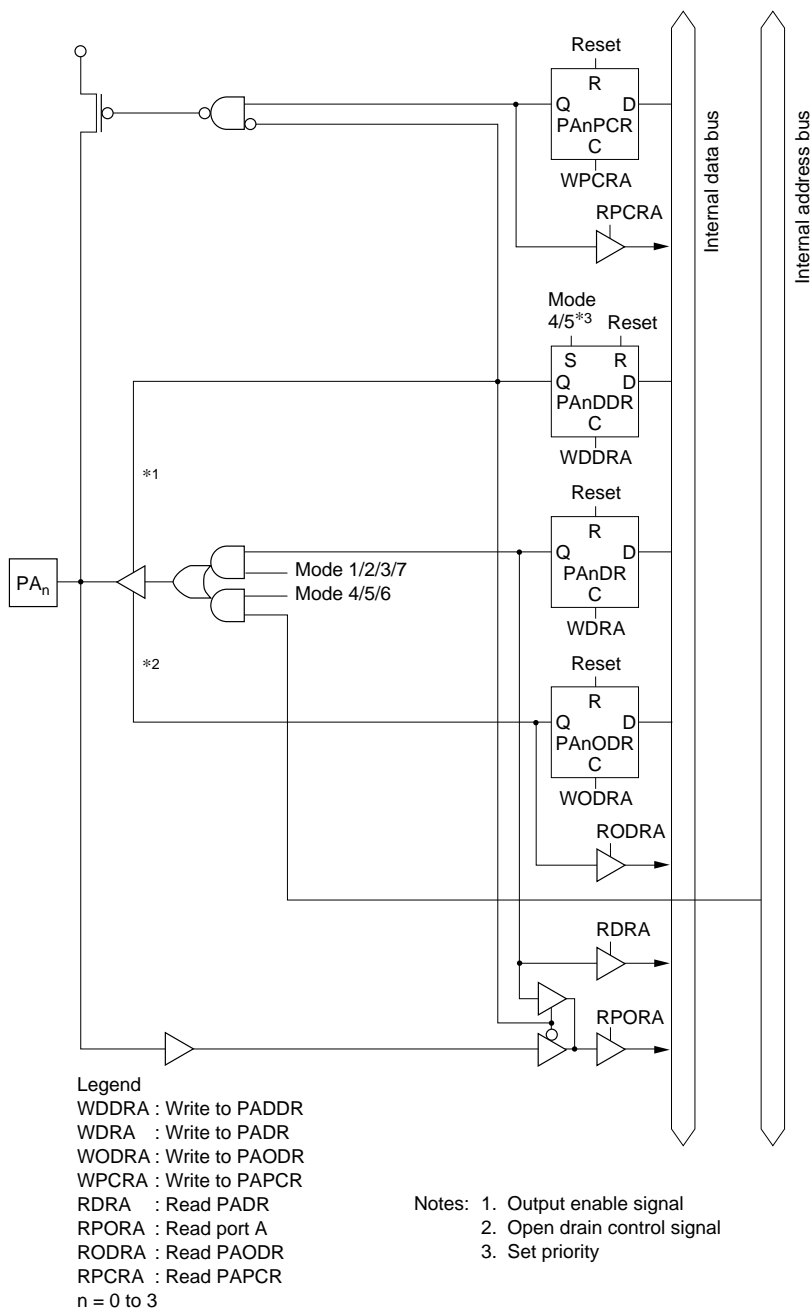 Reset
R
Q D
PAnPCR
C
WPCRA
RPCRA
Internal data bus
Internal address bus
Mode
4/5*3 Reset
S R
Q D
PAnDDR
C
WDDRA
*1
Reset
R
Q D
PAnDR
C
WDRA
Mode 1/2/3/7
Mode 4/5/6
PAn
*2
Reset
R
Q D
PAnODR
C
WODRA
RODRA
RDRA
RPORA
Legend
WDDRA : Write to PADDR
WDRA : Write to PADR
WODRA : Write to PAODR
WPCRA : Write to PAPCR
RDRA : Read PADR
RPORA : Read port A
RODRA : Read PAODR
RPCRA : Read PAPCR
n = 0 to 3
Notes: 1. Output enable signal
2. Open drain control signal
3. Set priority